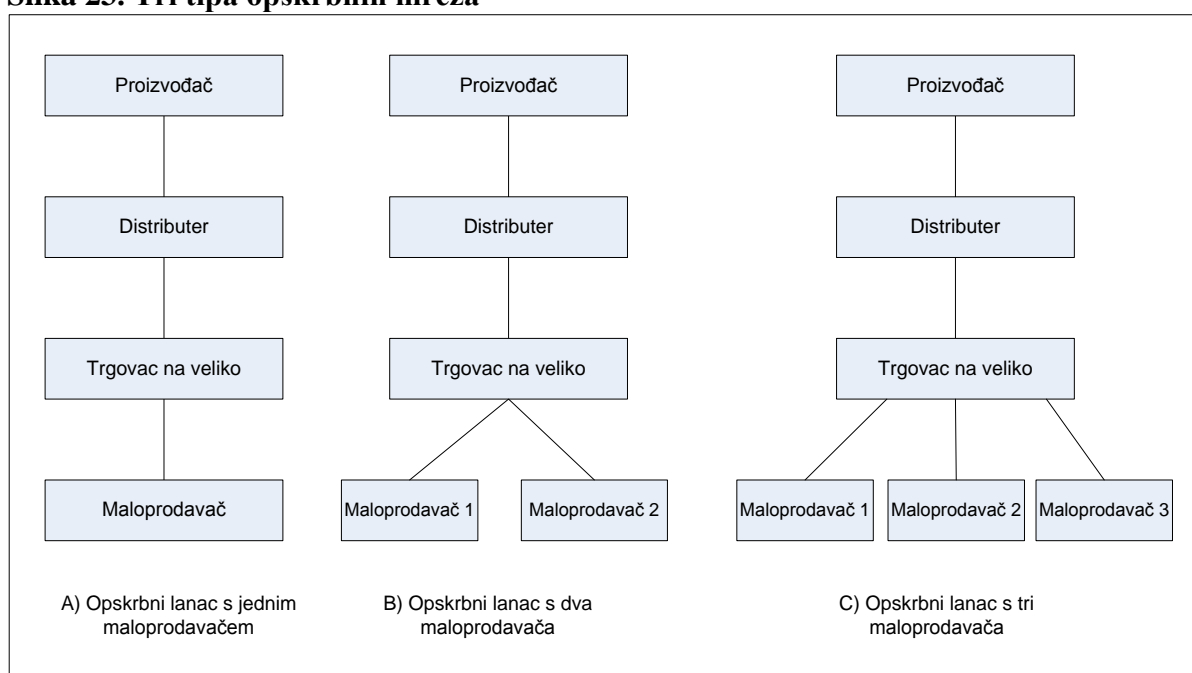 Slika 25. Tri tipa opskrbnih mreža
Proizvođač
Distributer
Trgovac na veliko
Maloprodavač
A) Opskrbni lanac s jednim
maloprodavačem
Proizvođač
Distributer
Trgovac na veliko
Maloprodavač 1
Maloprodavač 2
B) Opskrbni lanac s dva
maloprodavača
Proizvođač
Distributer
Trgovac na veliko
Maloprodavač 1
Maloprodavač 2
Maloprodavač 3
C) Opskrbni lanac s tri
maloprodavača